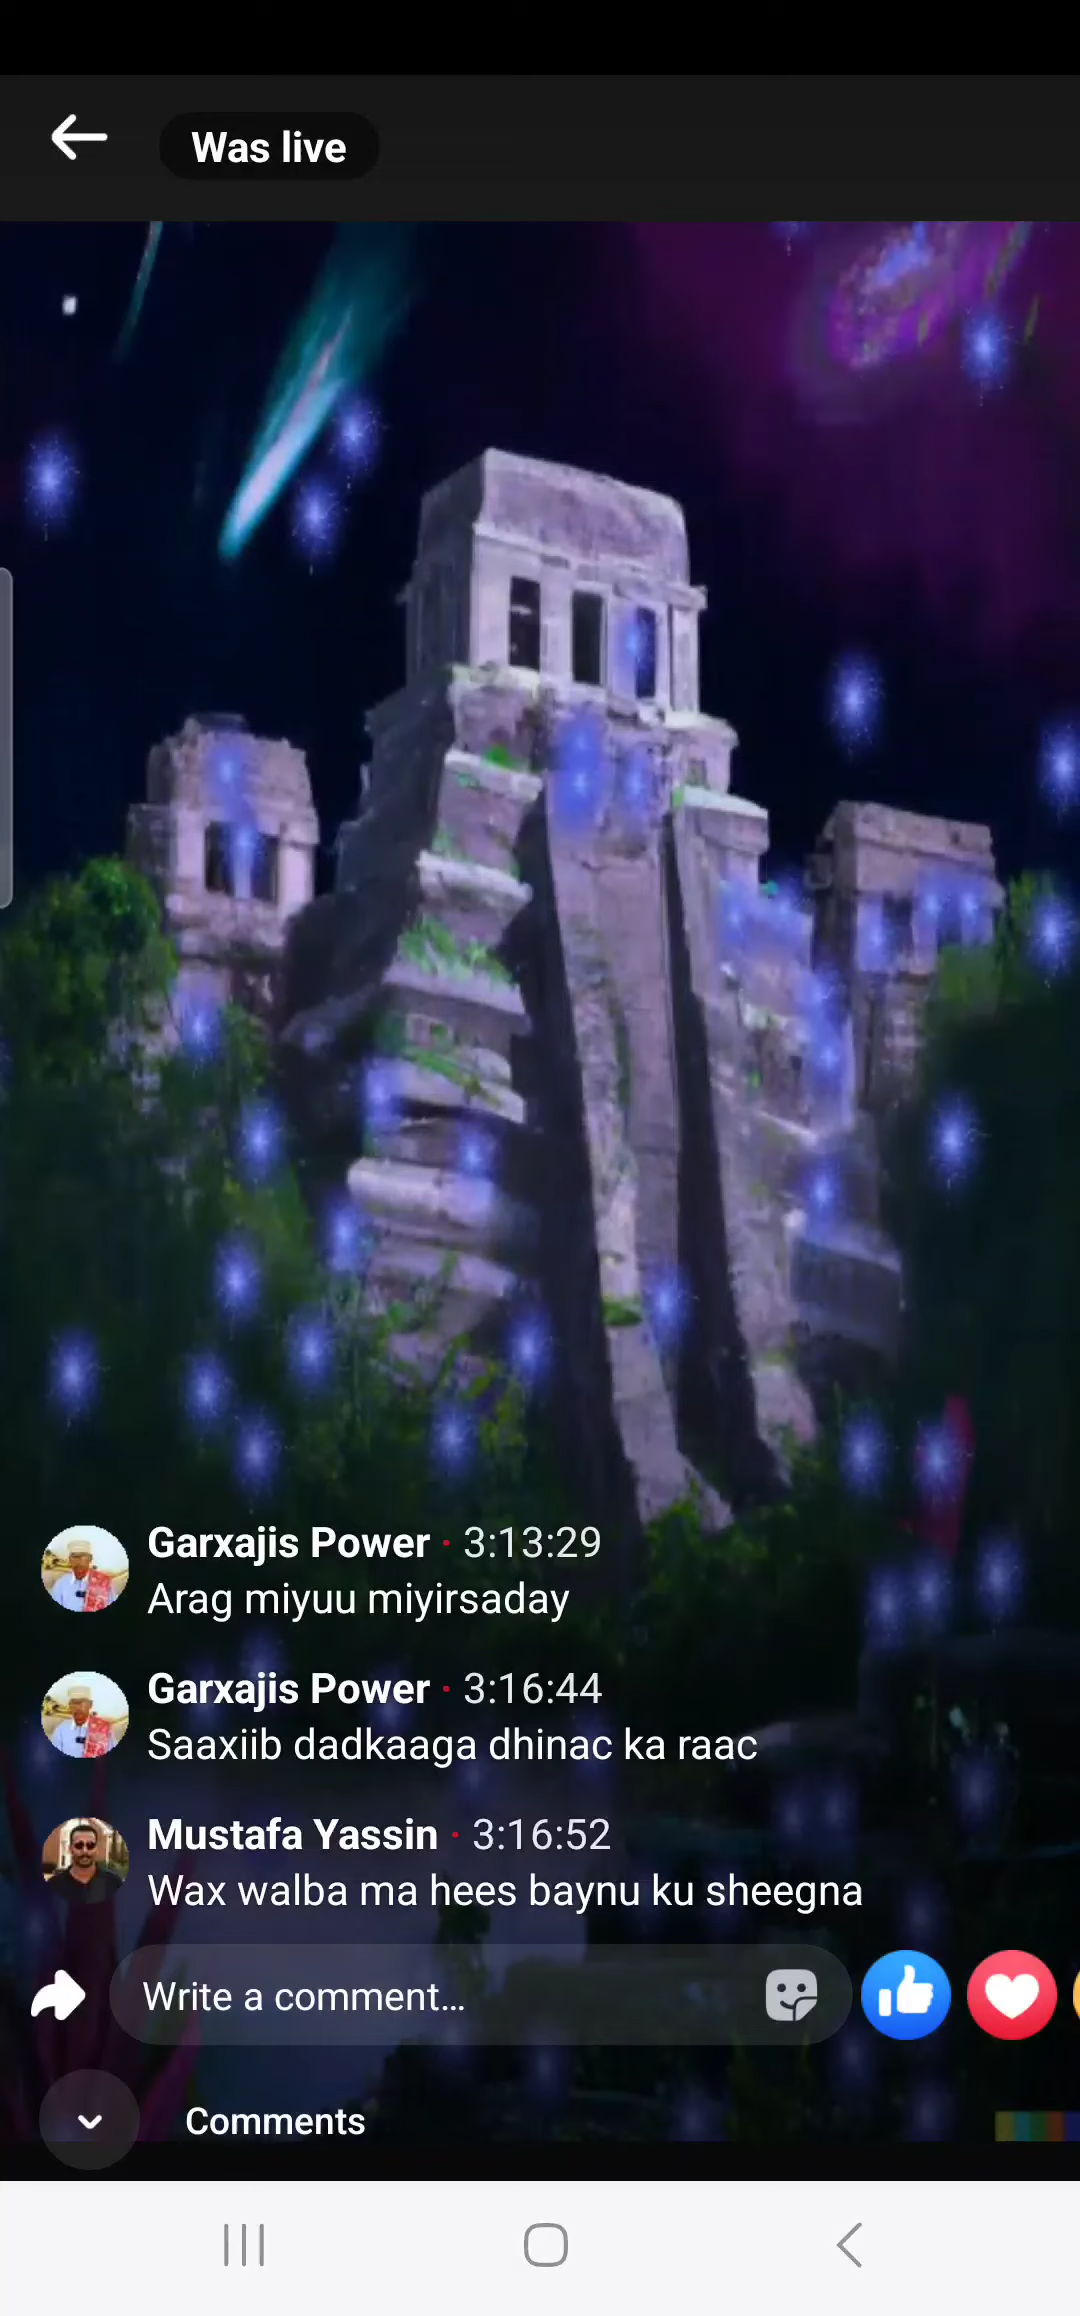 Was live
Garxajis Power · 3:13:29
Arag miyuu miyirsaday
Garxajis Power · 3:16:44
Saaxiib dadkaaga dhinac ka raac
Mustafa Yassin · 3:16:52
Wax walba ma hees baynu ku sheegna
Write a comment...
Comments